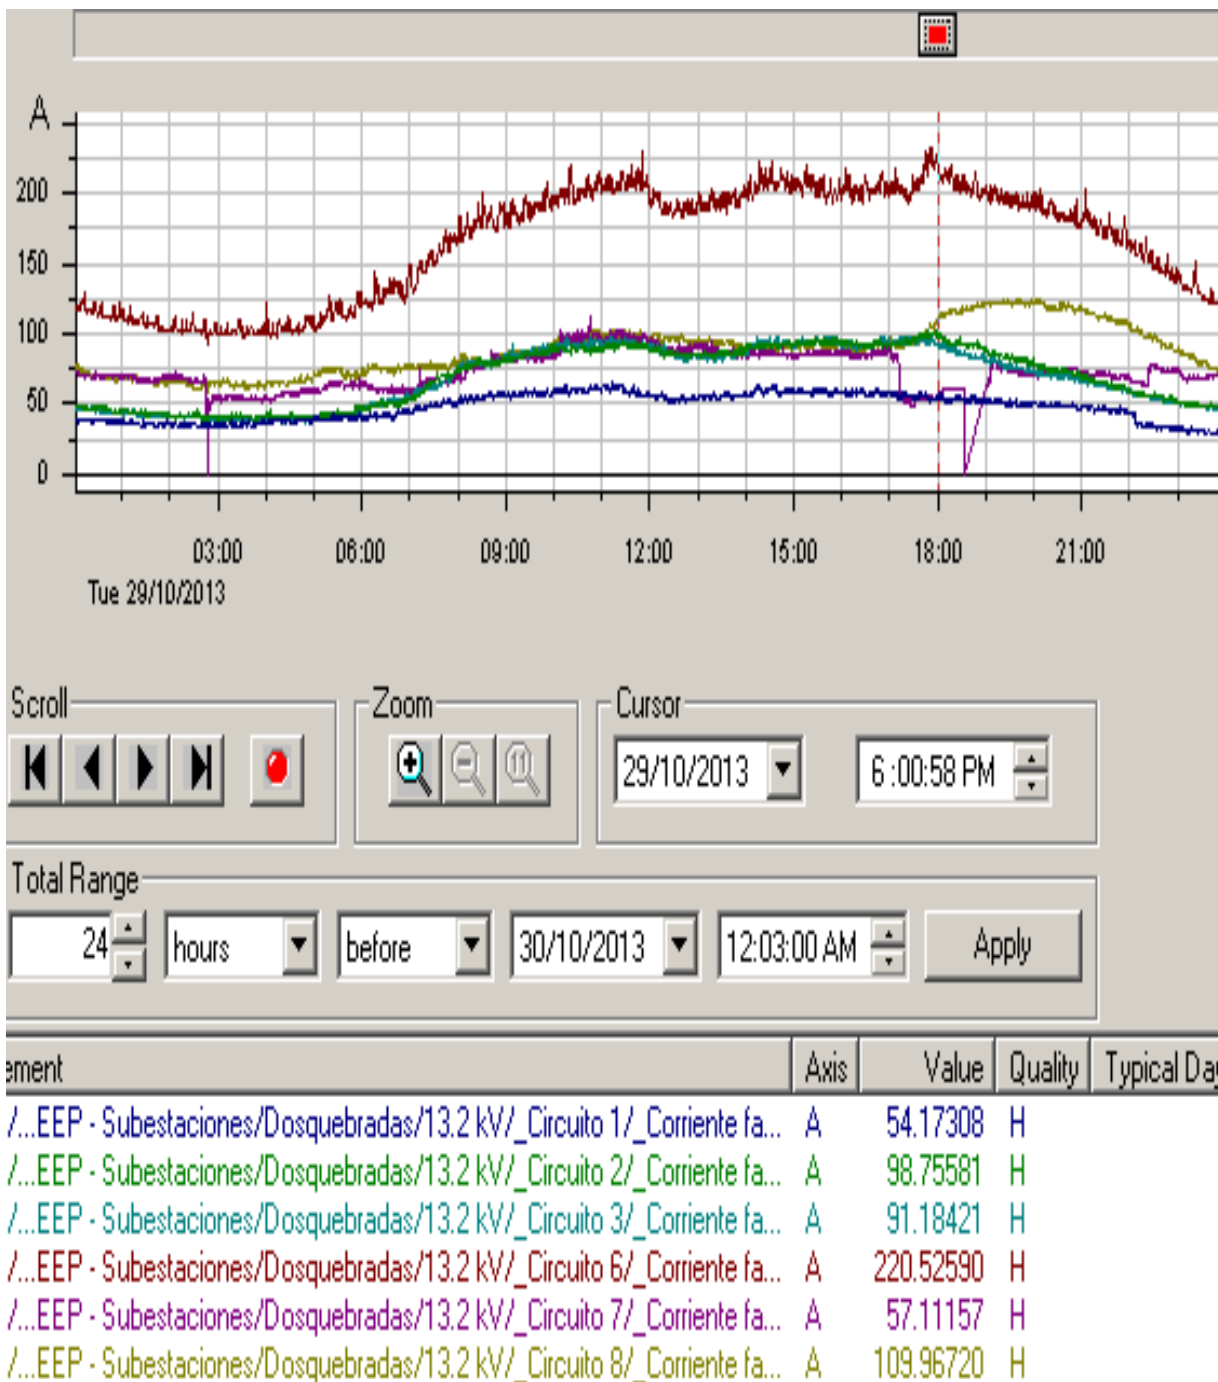 A
200
150
100
50
0
03:00 06:00 09:00 12:00 15:00 18:00 21:00
Tue 29/10/2013
Scroll Zoom Cursor
29/10/2013 6:00:58 PM
Total Range
24 hours before 30/10/2013 12:03:00 AM Apply
ement Axis Value Quality Typical Day
/...EEP - Subestaciones/Dosquebradas/13.2 kV/_Circuito 1/_Corriente fa... A 54.17308 H
/...EEP - Subestaciones/Dosquebradas/13.2 kV/_Circuito 2/_Corriente fa... A 98.75581 H
/...EEP - Subestaciones/Dosquebradas/13.2 kV/_Circuito 3/_Corriente fa... A 91.18421 H
/...EEP - Subestaciones/Dosquebradas/13.2 kV/_Circuito 6/_Corriente fa... A 220.52590 H
/...EEP - Subestaciones/Dosquebradas/13.2 kV/_Circuito 7/_Corriente fa... A 57.11157 H
/...EEP - Subestaciones/Dosquebradas/13.2 kV/_Circuito 8/_Corriente fa... A 109.96720 H